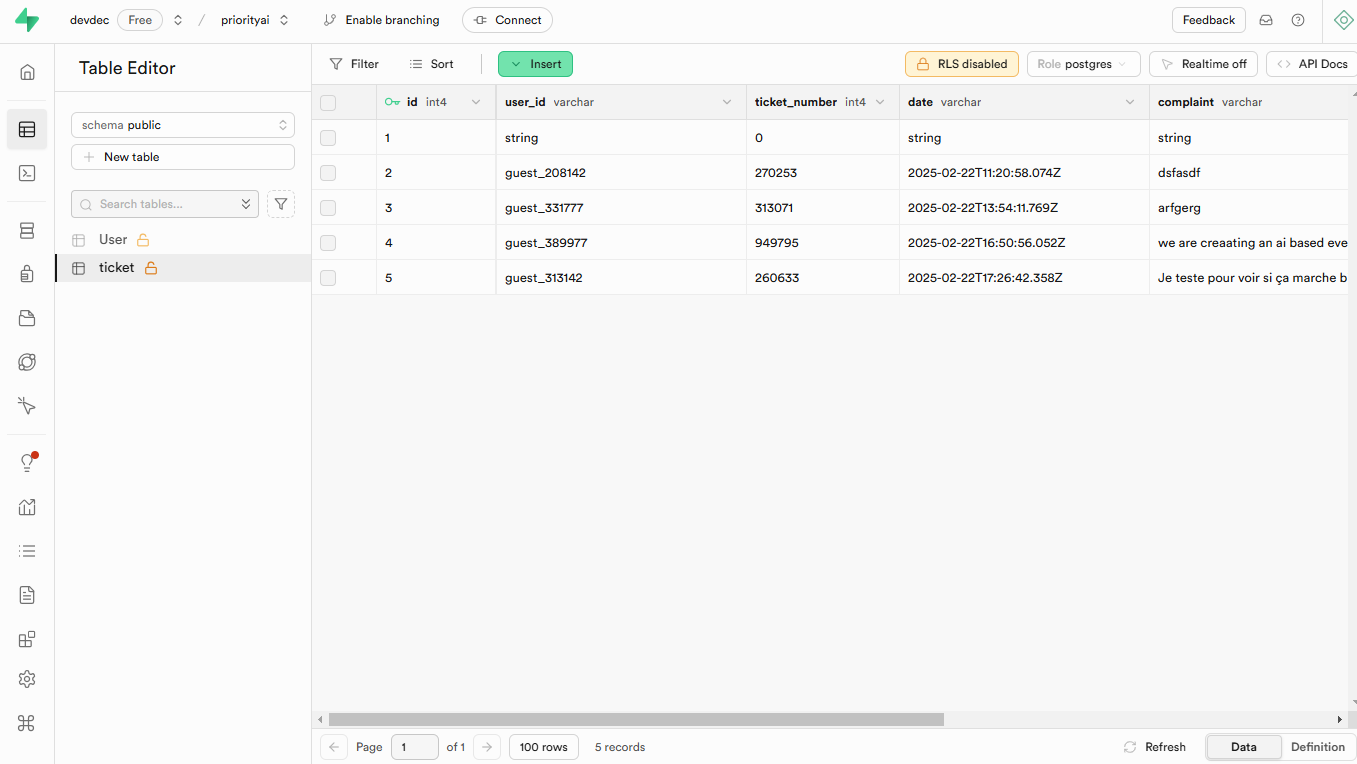 devdec Free / priorityai Enable branching Connect Feedback
Table Editor
Filter Sort Insert RLS disabled Role postgres Realtime off API Docs
schema public
New table
Search tables...
User
ticket
id int4 user_id varchar ticket_number int4 date varchar complaint varchar
1 string 0 string string
2 guest_208142 270253 2025-02-22T11:20:58.074Z dsfasdf
3 guest_331777 313071 2025-02-22T13:54:11.769Z arfgerg
4 guest_389977 949795 2025-02-22T16:50:56.052Z we are creaating an ai based eve
5 guest_313142 260633 2025-02-22T17:26:42.358Z Je teste pour voir si ça marche b
Page 1 of 1 100 rows 5 records Refresh Data Definition